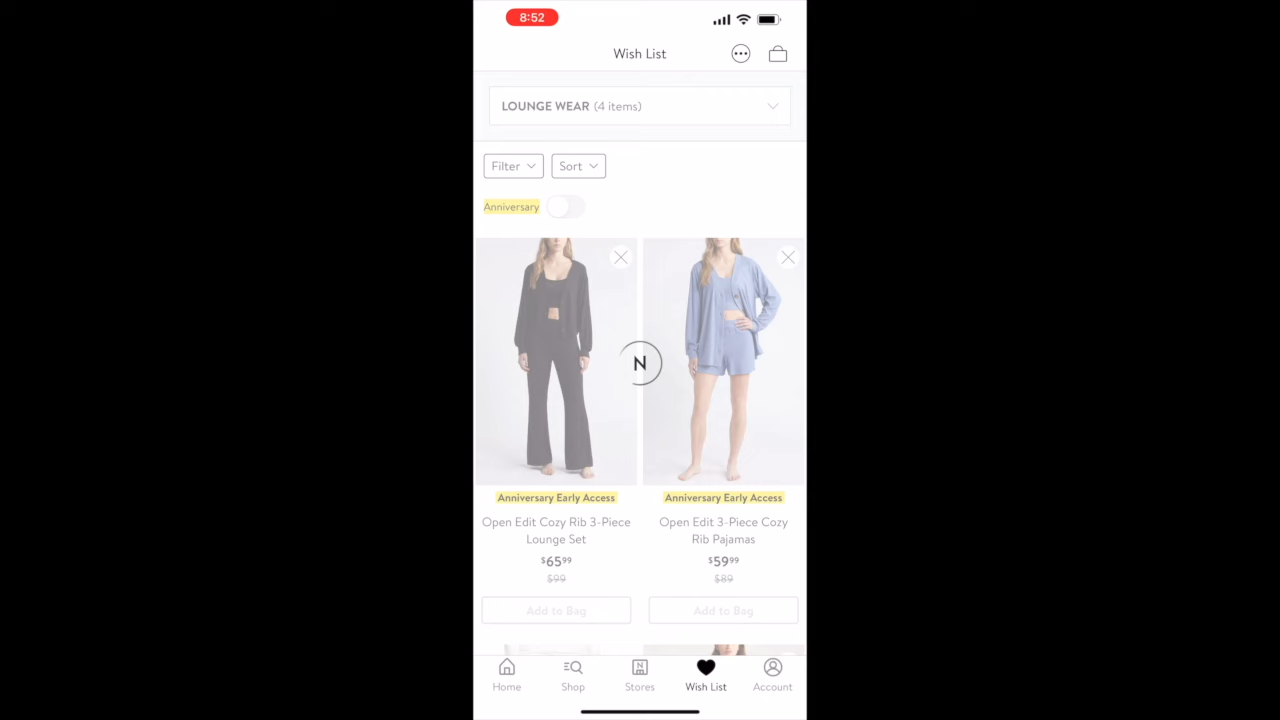 8:52
Wish List
LOUNGE WEAR (4 items)
Filter Sort
Anniversary
N
Anniversary Early Access
Open Edit Cozy Rib 3-Piece
Lounge Set
$65.99
$99
Add to Bag
Anniversary Early Access
Open Edit 3-Piece Cozy
Rib Pajamas
$59.99
$89
Add to Bag
N
Home Shop Stores Wish List Account